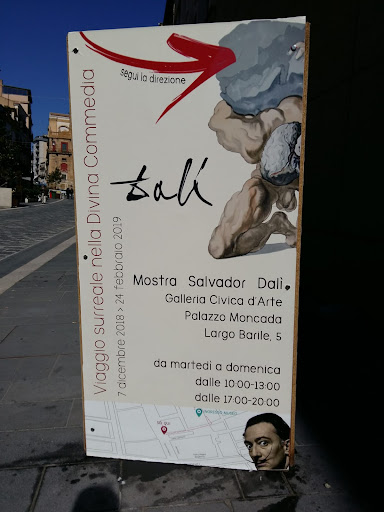 segui la direzione
Viaggio surreale nella Divina Commedia
7 dicembre 2018 > 24 febbraio 2019
Dalí
Mostra Salvador Dalì
Galleria Civica d'Arte
Palazzo Moncada
Largo Barile, 5
da martedì a domenica
dalle 10:00-13:00
dalle 17:00-20:00